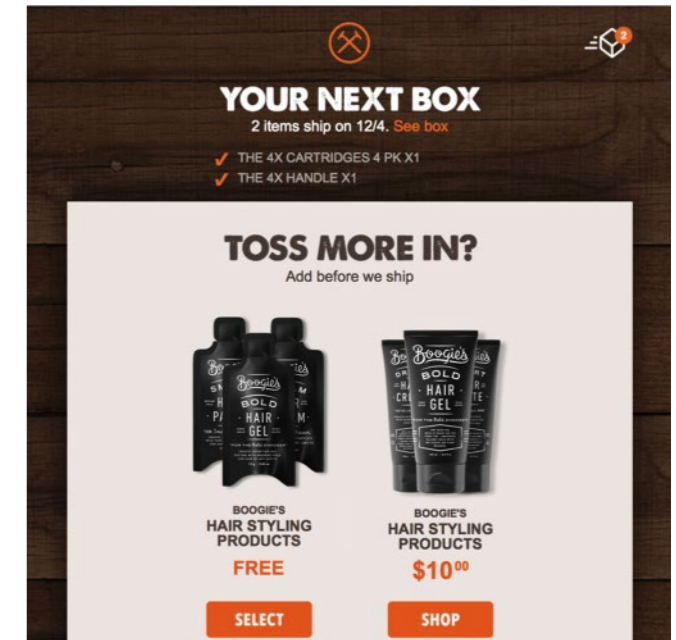 2
YOUR NEXT BOX
2 items ship on 12/4. See box
THE 4X CARTRIDGES 4 PK X1
THE 4X HANDLE X1
TOSS MORE IN?
Add before we ship
Boogie's
BOLD
HAIR
GEL
Boogie's
BOLD
HAIR
GEL
BOOGIE'S
HAIR STYLING
PRODUCTS
FREE
SELECT
BOOGIE'S
HAIR STYLING
PRODUCTS
$10⁰⁰
SHOP